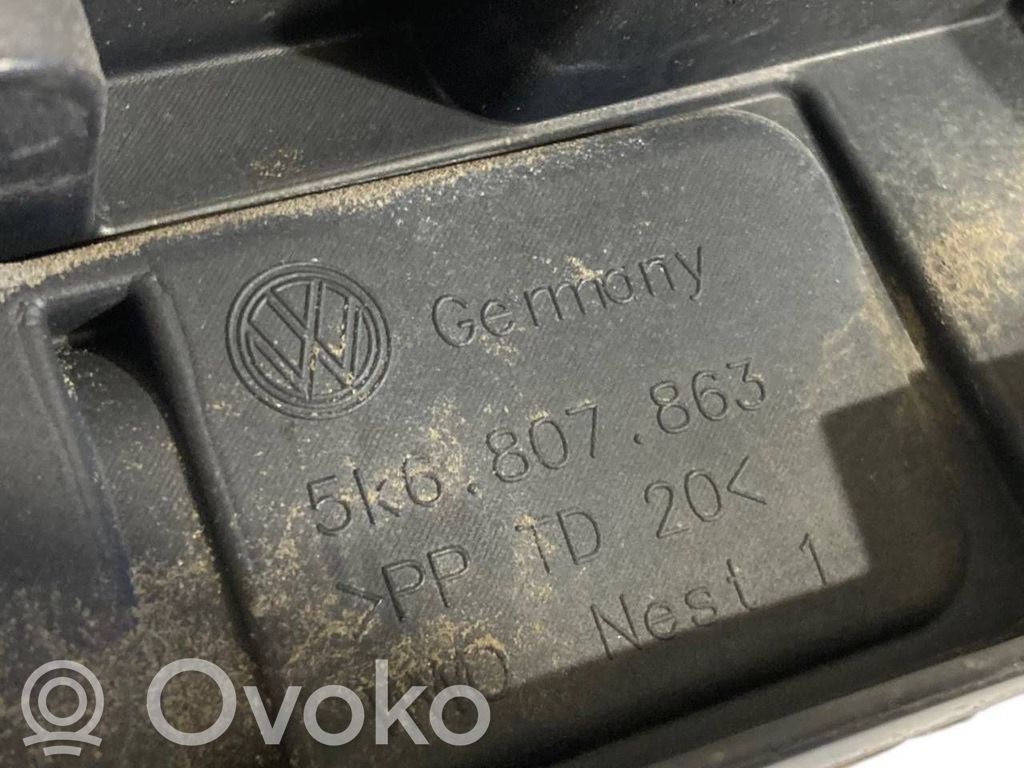 Germany
5k6.807.863
>PP TD 20<
Nest 1
Ovoko